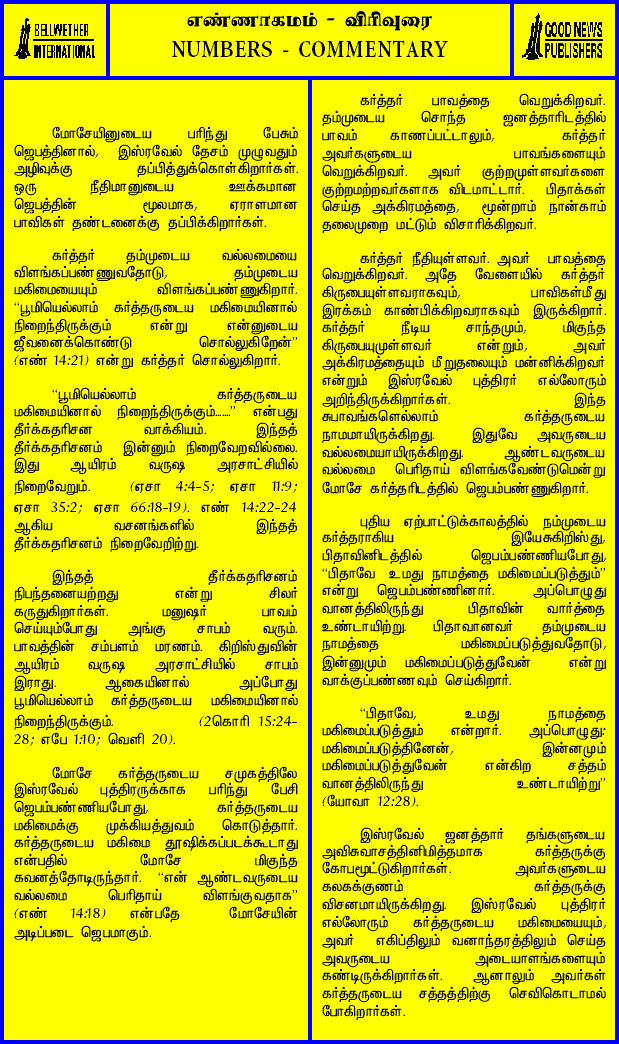 BELLWETHER
INTERNATIONAL
எண்ணாகமம் - விரிவுரை
NUMBERS - COMMENTARY
GOOD NEWS
PUBLISHERS
மோசேயினுடைய பரிந்து பேசும்
ஜெபத்தினால், இஸ்ரவேல் தேசம் முழுவதும்
அழிவுக்கு தப்பித்துக்கொள்கிறார்கள்.
ஒரு நீதிமானுடைய ஊக்கமான
ஜெபத்தின் மூலமாக, ஏராளமான
பாவிகள் தண்டனைக்கு தப்பிக்கிறார்கள்.
கர்த்தர் தம்முடைய வல்லமையை
விளங்கப்பண்ணுவதோடு, தம்முடைய
மகிமையையும் விளங்கப்பண்ணுகிறார்.
“பூமியெல்லாம் கர்த்தருடைய மகிமையினால்
நிறைந்திருக்கும் என்று என்னுடைய
ஜீவனைக்கொண்டு சொல்லுகிறேன்”
(எண் 14:21) என்று கர்த்தர் சொல்லுகிறார்.
“பூமியெல்லாம் கர்த்தருடைய
மகிமையினால் நிறைந்திருக்கும்......” என்பது
தீர்க்கதரிசன வாக்கியம். இந்தத்
தீர்க்கதரிசனம் இன்னும் நிறைவேறவில்லை.
இது ஆயிரம் வருஷ அரசாட்சியில்
நிறைவேறும். (ஏசா 4:4-5; ஏசா 11:9;
ஏசா 35:2; ஏசா 66:18-19). எண் 14:22-24
ஆகிய வசனங்களில் இந்தத்
தீர்க்கதரிசனம் நிறைவேறிற்று.
இந்தத் தீர்க்கதரிசனம்
நிபந்தனையற்றது என்று சிலர்
கருதுகிறார்கள். மனுஷர் பாவம்
செய்யும்போது அங்கு சாபம் வரும்.
பாவத்தின் சம்பளம் மரணம். கிறிஸ்துவின்
ஆயிரம் வருஷ அரசாட்சியில் சாபம்
இராது. ஆகையினால் அப்போது
பூமியெல்லாம் கர்த்தருடைய மகிமையினால்
நிறைந்திருக்கும். (2கொரி 15:24-
28; எபே 1:10; வெளி 20).
மோசே கர்த்தருடைய சமுகத்திலே
இஸ்ரவேல் புத்திரருக்காக பரிந்து பேசி
ஜெபம்பண்ணியபோது, கர்த்தருடைய
மகிமைக்கு முக்கியத்துவம் கொடுத்தார்.
கர்த்தருடைய மகிமை தூஷிக்கப்படக்கூடாது
என்பதில் மோசே மிகுந்த
கவனத்தோடிருந்தார். “என் ஆண்டவருடைய
வல்லமை பெரிதாய் விளங்குவதாக”
(எண் 14:18) என்பதே மோசேயின்
அடிப்படை ஜெபமாகும்.
கர்த்தர் பாவத்தை வெறுக்கிறவர்.
தம்முடைய சொந்த ஜனத்தாரிடத்தில்
பாவம் காணப்பட்டாலும், கர்த்தர்
அவர்களுடைய பாவங்களையும்
வெறுக்கிறவர். அவர் குற்றமுள்ளவர்களை
குற்றமற்றவர்களாக விடமாட்டார். பிதாக்கள்
செய்த அக்கிரமத்தை, மூன்றாம் நான்காம்
தலைமுறை மட்டும் விசாரிக்கிறவர்.
கர்த்தர் நீதியுள்ளவர். அவர் பாவத்தை
வெறுக்கிறவர். அதே வேளையில் கர்த்தர்
கிருபையுள்ளவராகவும், பாவிகள்மீது
இரக்கம் காண்பிக்கிறவராகவும் இருக்கிறார்.
கர்த்தர் நீடிய சாந்தமும், மிகுந்த
கிருபையுமுள்ளவர் என்றும், அவர்
அக்கிரமத்தையும் மீறுதலையும் மன்னிக்கிறவர்
என்றும் இஸ்ரவேல் புத்திரர் எல்லோரும்
அறிந்திருக்கிறார்கள். இந்த
சுபாவங்களெல்லாம் கர்த்தருடைய
நாமமாயிருக்கிறது. இதுவே அவருடைய
வல்லமையாயிருக்கிறது. ஆண்டவருடைய
வல்லமை பெரிதாய் விளங்கவேண்டுமென்று
மோசே கர்த்தரிடத்தில் ஜெபம்பண்ணுகிறார்.
புதிய ஏற்பாட்டுக்காலத்தில் நம்முடைய
கர்த்தராகிய இயேசுகிறிஸ்து,
பிதாவினிடத்தில் ஜெபம்பண்ணியபோது,
“பிதாவே உமது நாமத்தை மகிமைப்படுத்தும்”
என்று ஜெபம்பண்ணினார். அப்பொழுது
வானத்திலிருந்து பிதாவின் வார்த்தை
உண்டாயிற்று. பிதாவானவர் தம்முடைய
நாமத்தை மகிமைப்படுத்துவதோடு,
இன்னுமும் மகிமைப்படுத்துவேன் என்று
வாக்குப்பண்ணவும் செய்கிறார்.
“பிதாவே, உமது நாமத்தை
மகிமைப்படுத்தும் என்றார். அப்பொழுது:
மகிமைப்படுத்தினேன், இன்னமும்
மகிமைப்படுத்துவேன் என்கிற சத்தம்
வானத்திலிருந்து உண்டாயிற்று”
(யோவா 12:28).
இஸ்ரவேல் ஜனத்தார் தங்களுடைய
அவிசுவாசத்தினிமித்தமாக கர்த்தருக்கு
கோபமூட்டுகிறார்கள். அவர்களுடைய
கலகக்குணம் கர்த்தருக்கு
விசனமாயிருக்கிறது. இஸ்ரவேல் புத்திரர்
எல்லோரும் கர்த்தருடைய மகிமையையும்,
அவர் எகிப்திலும் வனாந்தரத்திலும் செய்த
அவருடைய அடையாளங்களையும்
கண்டிருக்கிறார்கள். ஆனாலும் அவர்கள்
கர்த்தருடைய சத்தத்திற்கு செவிகொடாமல்
போகிறார்கள்.